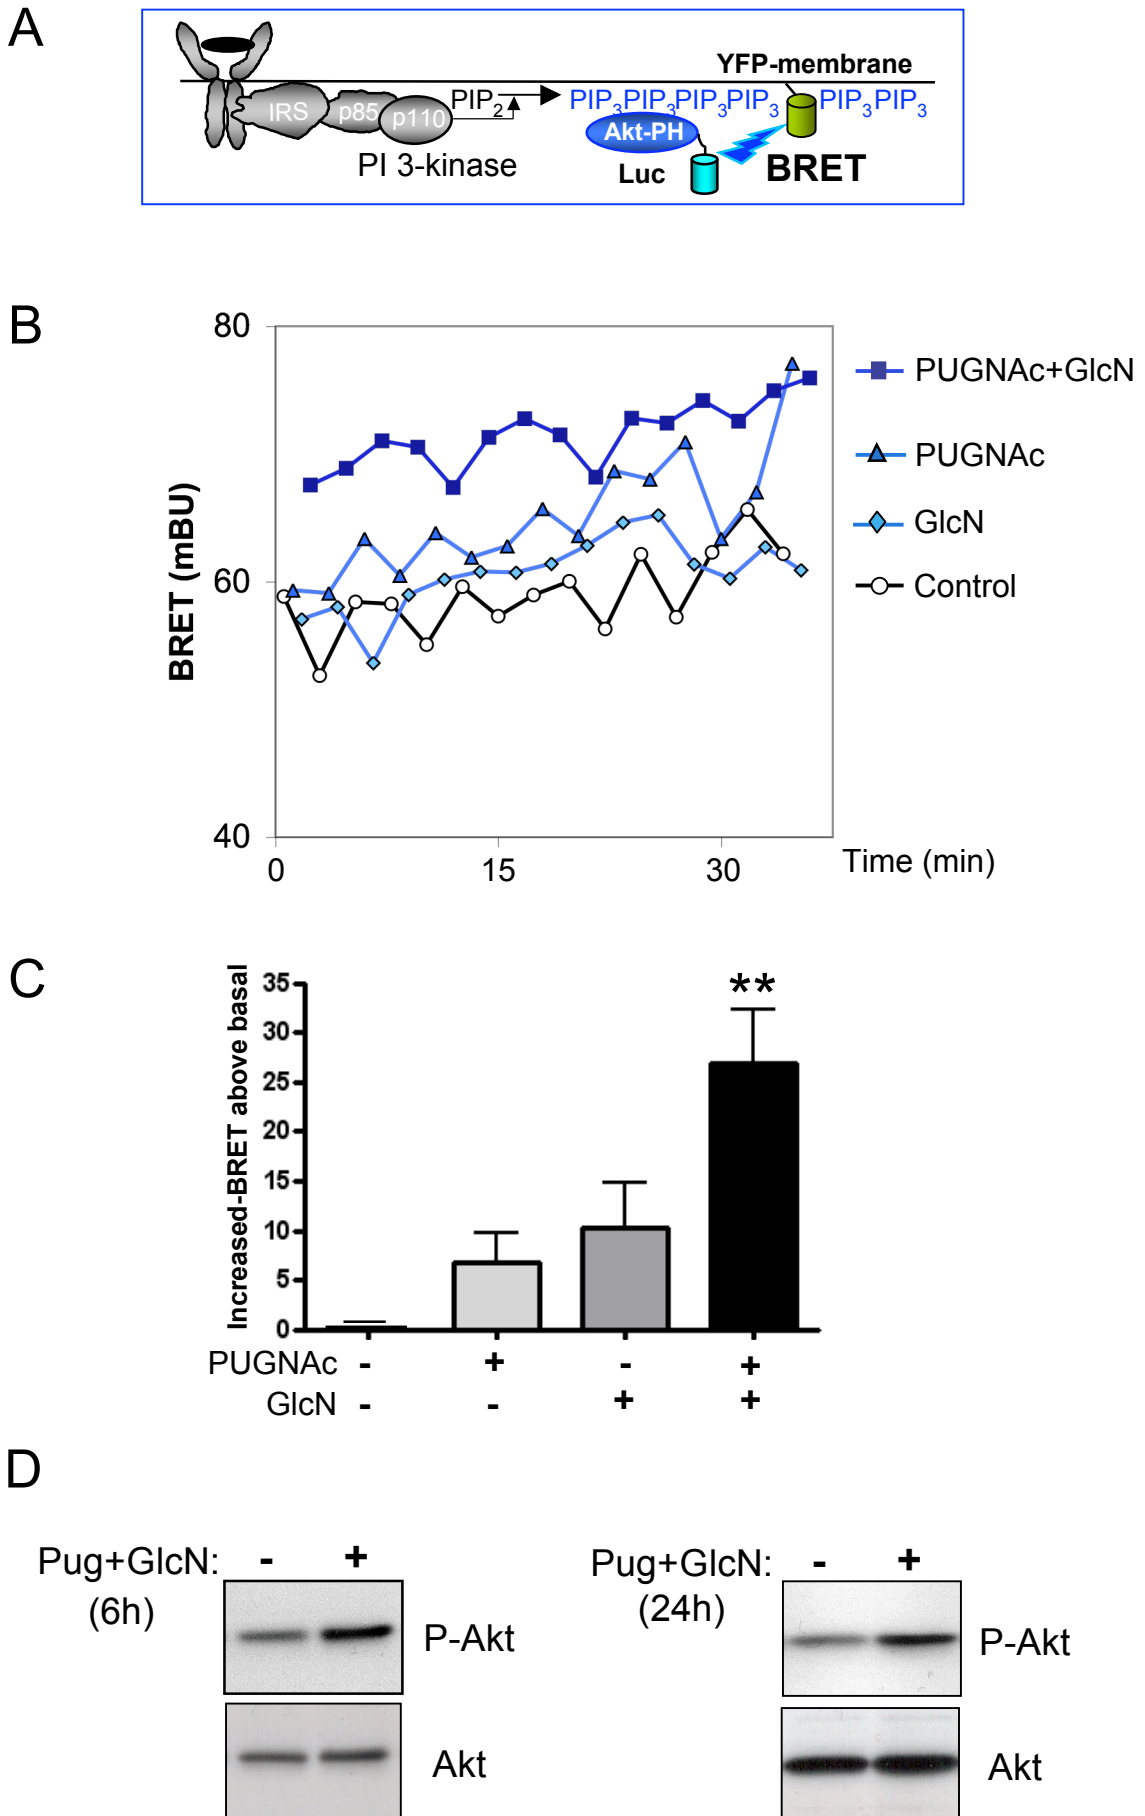 A
YFP-membrane
IRS
p85
p110
PIP2
PIP3PIP3PIP3PIP3
PIP3PIP3
Akt-PH
PI 3-kinase
Luc
BRET
B
80
60
40
BRET (mBU)
0
15
30
Time (min)
PUGNAc+GlcN
PUGNAc
GlcN
Control
C
Increased-BRET above basal
35
30
25
20
15
10
5
0
**
PUGNAc - + - +
GlcN - - + +
D
Pug+GlcN: - +
(6h)
P-Akt
Akt
Pug+GlcN: - +
(24h)
P-Akt
Akt